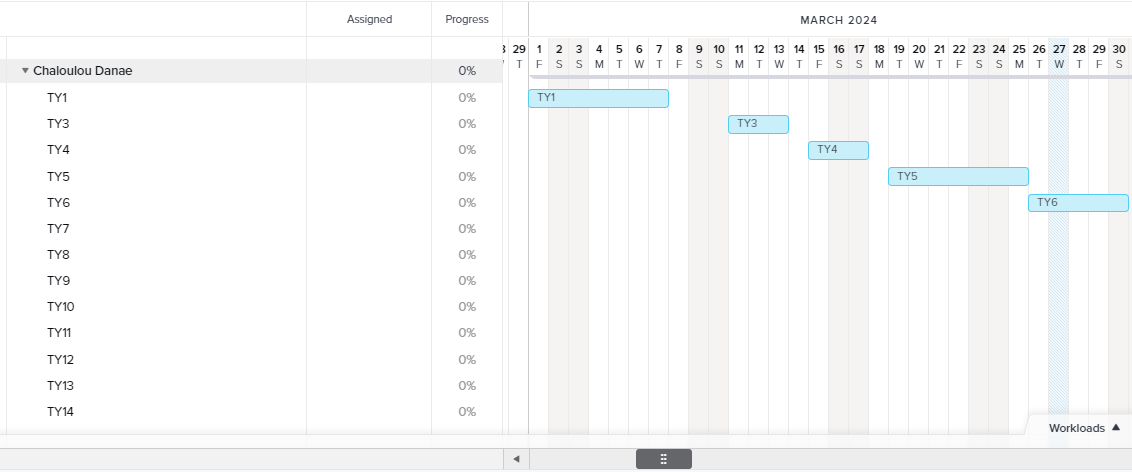 Assigned Progress MARCH 2024
29 1 2 3 4 5 6 7 8 9 10 11 12 13 14 15 16 17 18 19 20 21 22 23 24 25 26 27 28 29 30
T F S S M T W T F S S M T W T F S S M T W T F S S M T W T F S
Chaloulou Danae 0%
TY1 0% TY1
TY3 0% TY3
TY4 0% TY4
TY5 0% TY5
TY6 0% TY6
TY7 0%
TY8 0%
TY9 0%
TY10 0%
TY11 0%
TY12 0%
TY13 0%
TY14 0%
Workloads